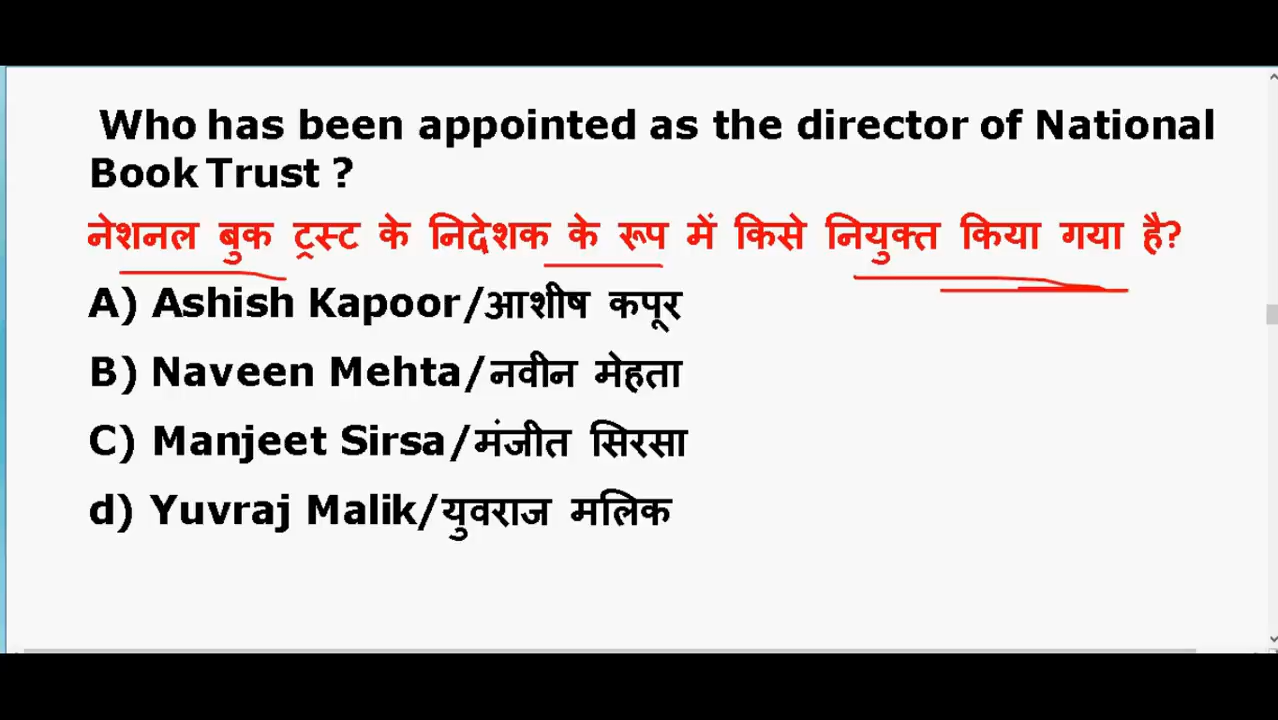 Who has been appointed as the director of National
Book Trust ?
नेशनल बुक ट्रस्ट के निदेशक के रूप में किसे नियुक्त किया गया है?
A) Ashish Kapoor/आशीष कपूर
B) Naveen Mehta/नवीन मेहता
C) Manjeet Sirsa/मंजीत सिरसा
d) Yuvraj Malik/युवराज मलिक